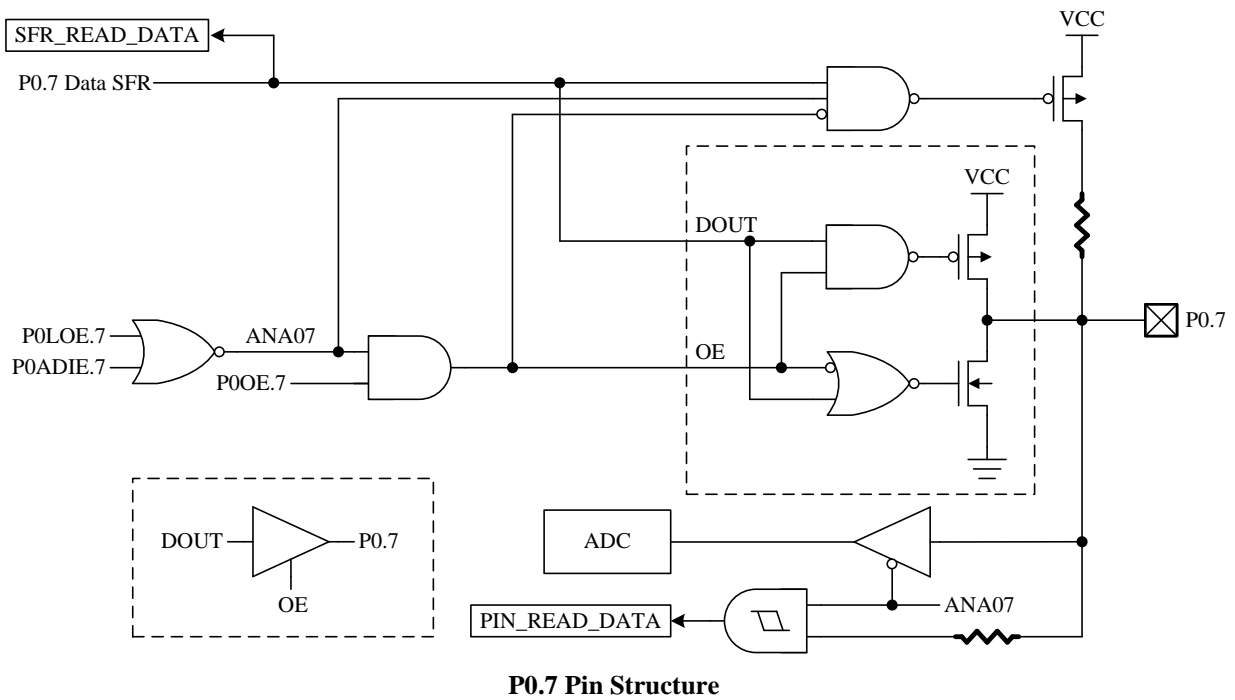 VCC
SFR_READ_DATA
P0.7 Data SFR
VCC
DOUT
P0LOE.7
ANA07
P0.7
P0ADIE.7
OE
P0OE.7
DOUT
P0.7
OE
ADC
ANA07
PIN_READ_DATA
P0.7 Pin Structure